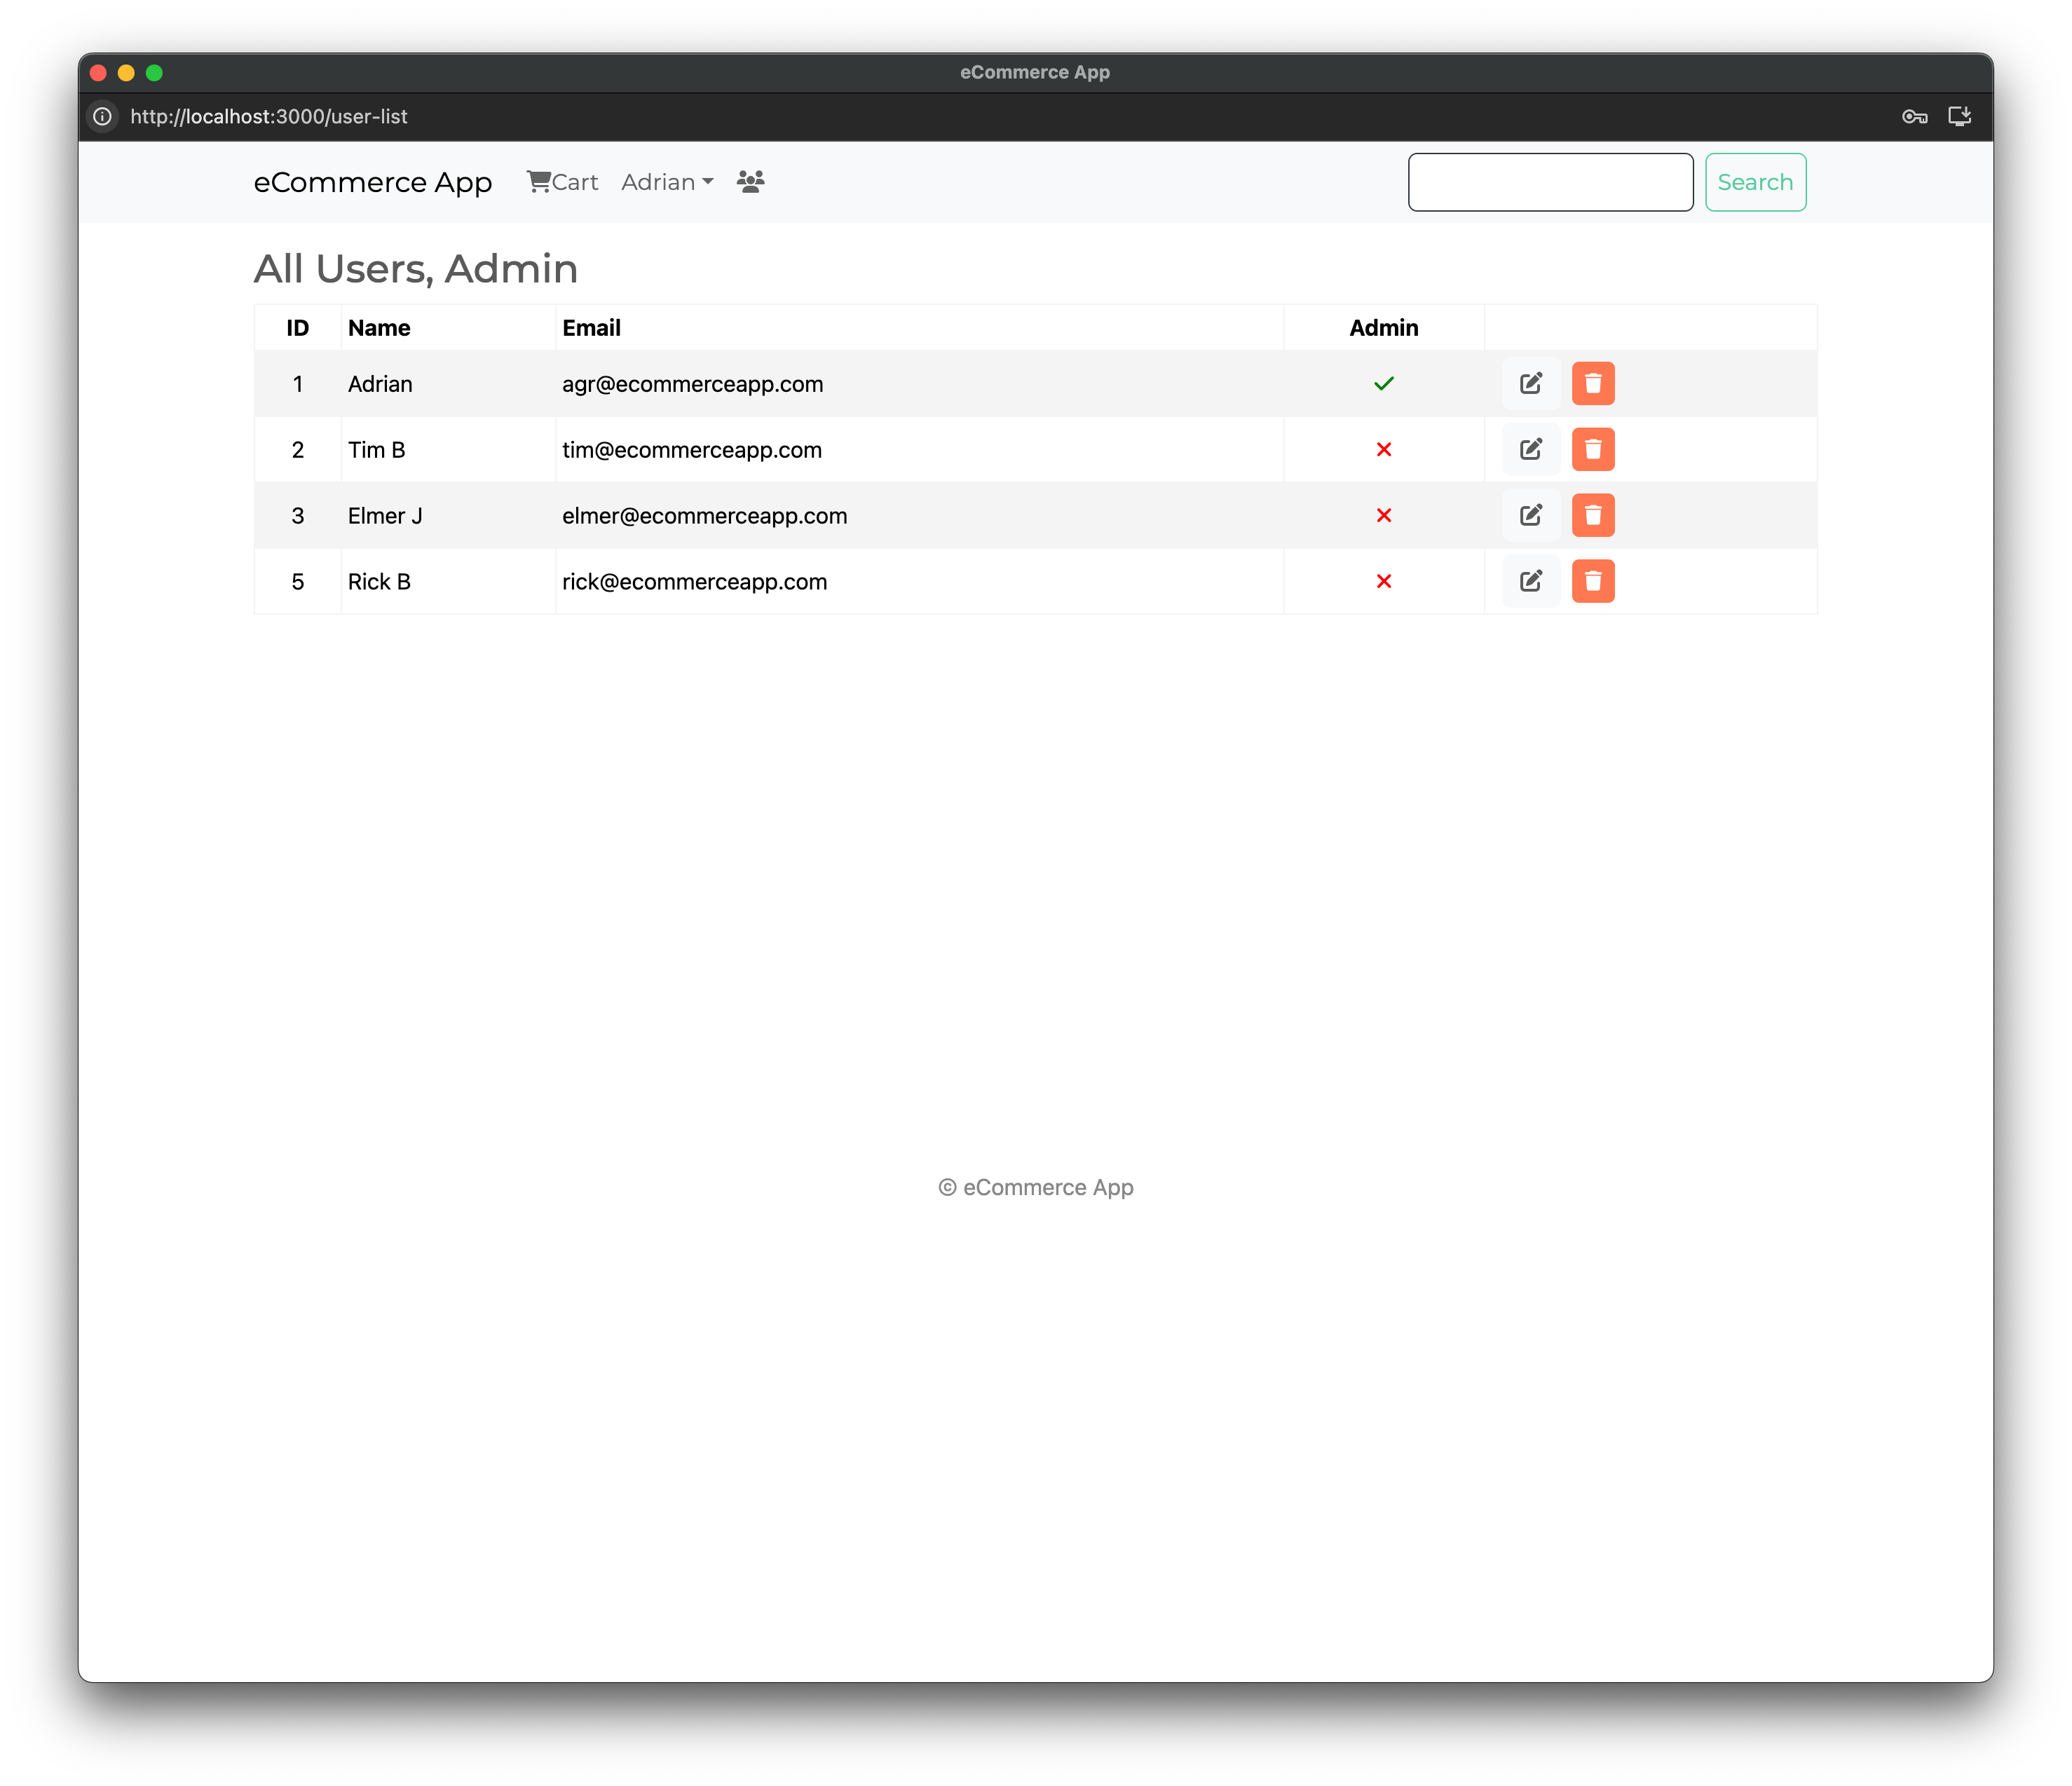 eCommerce App
http://localhost:3000/user-list
eCommerce App Cart Adrian Search
All Users, Admin
ID Name Email Admin
1 Adrian agr@ecommerceapp.com
2 Tim B tim@ecommerceapp.com
3 Elmer J elmer@ecommerceapp.com
5 Rick B rick@ecommerceapp.com
© eCommerce App